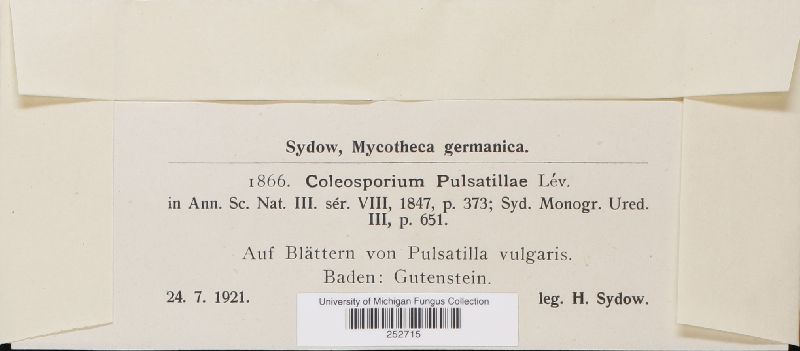 Sydow, Mycotheca germanica.
1866. Coleosporium Pulsatillae Lév.
in Ann. Sc. Nat. III. sér. VIII, 1847, p. 373; Syd. Monogr. Ured.
III, p. 651.
Auf Blättern von Pulsatilla vulgaris.
Baden: Gutenstein.
24. 7. 1921. leg. H. Sydow.
University of Michigan Fungus Collection
252715